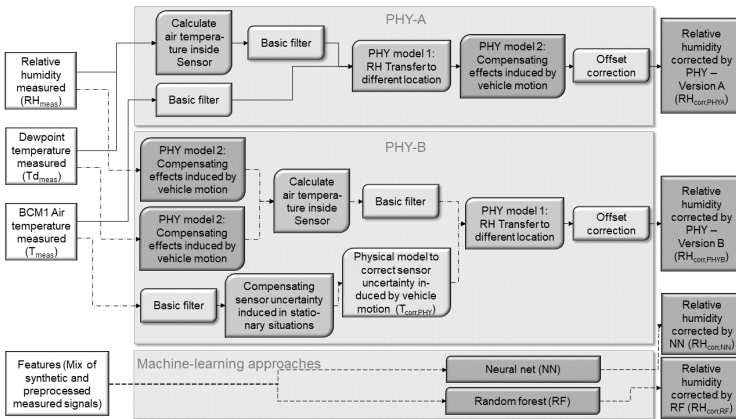 PHY-A
Relative
humidity
measured
(RHmeas)
Dewpoint
temperature
measured
(Tdmeas)
BCM1 Air
temperature
measured
(Tmeas)
Calculate
air tempera-
ture inside
Sensor
Basic filter
Basic filter
PHY model 1:
RH Transfer to
different location
PHY model 2:
Compensating
effects induced by
vehicle motion
Offset
correction
Relative
humidity
corrected by
PHY –
Version A
(RHcorr,PHYA)
PHY-B
PHY model 2:
Compensating
effects induced by
vehicle motion
PHY model 2:
Compensating
effects induced by
vehicle motion
Calculate
air tempera-
ture inside
Sensor
Basic filter
Basic filter
Compensating
sensor uncertainty
induced in statio-
nary situations
Physical model to
correct sensor
uncertainty in-
duced by vehicle
motion (Tcorr,PHY)
PHY model 1:
RH Transfer to
different location
Offset
correction
Relative
humidity
corrected by
PHY –
Version B
(RHcorr,PHYB)
Machine-learning approaches
Features (Mix of
synthetic and
preprocessed
measured signals)
Neural net (NN)
Random forest (RF)
Relative
humidity
corrected by
NN (RHcorr,NN)
Relative
humidity
corrected by
RF (RHcorr,RF)